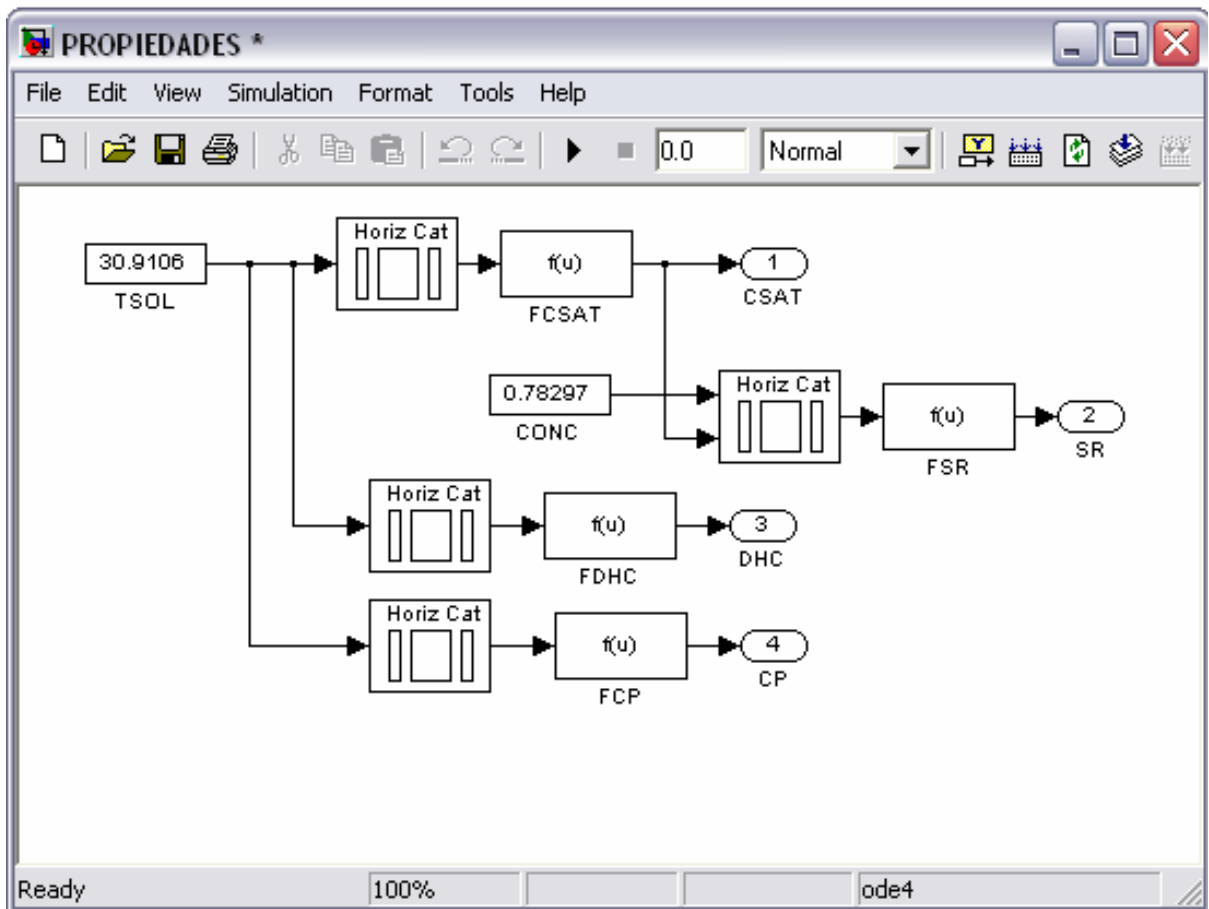 PROPIEDADES *
File Edit View Simulation Format Tools Help
0.0 Normal
Horiz Cat
30.9106
f(u)
1
TSOL
FCSAT
CSAT
0.78297
Horiz Cat
CONC
f(u)
2
FSR
SR
Horiz Cat
f(u)
3
FDHC
DHC
Horiz Cat
f(u)
4
FCP
CP
Ready 100% ode4